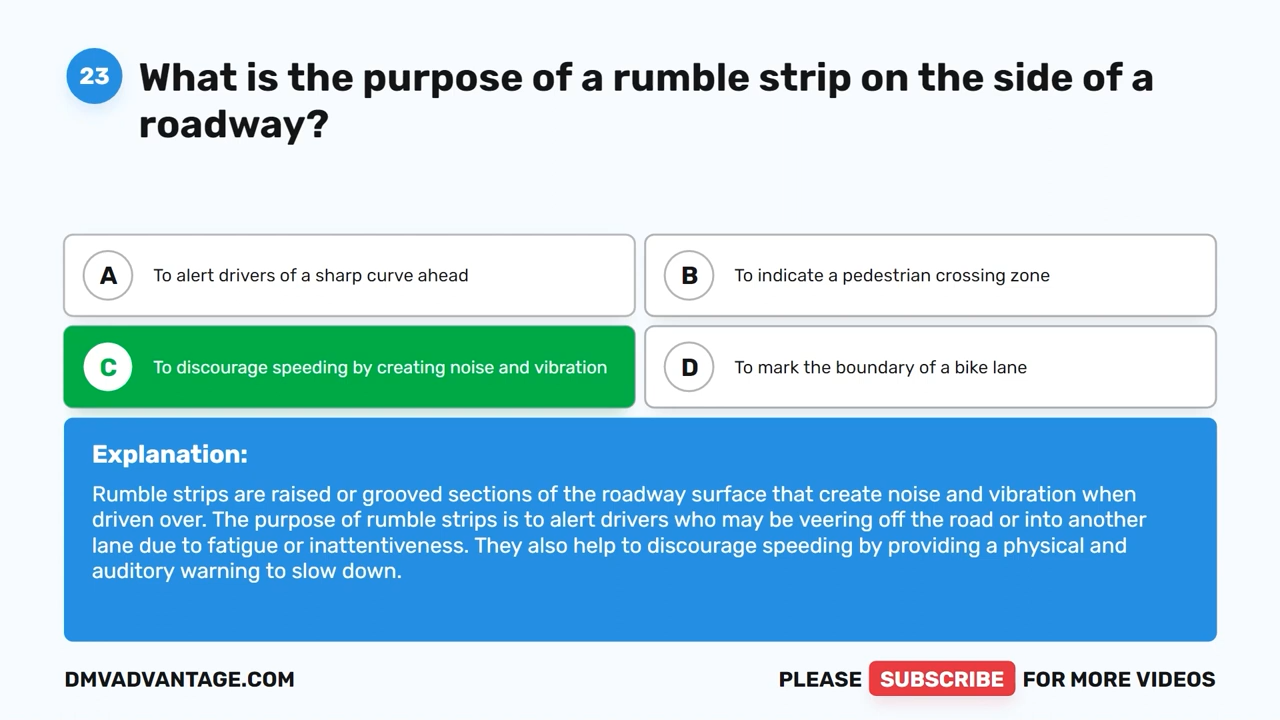 23
What is the purpose of a rumble strip on the side of a
roadway?
A To alert drivers of a sharp curve ahead
B To indicate a pedestrian crossing zone
C To discourage speeding by creating noise and vibration
D To mark the boundary of a bike lane
Explanation:
Rumble strips are raised or grooved sections of the roadway surface that create noise and vibration when
driven over. The purpose of rumble strips is to alert drivers who may be veering off the road or into another
lane due to fatigue or inattentiveness. They also help to discourage speeding by providing a physical and
auditory warning to slow down.
DMVADVANTAGE.COM
PLEASE SUBSCRIBE FOR MORE VIDEOS